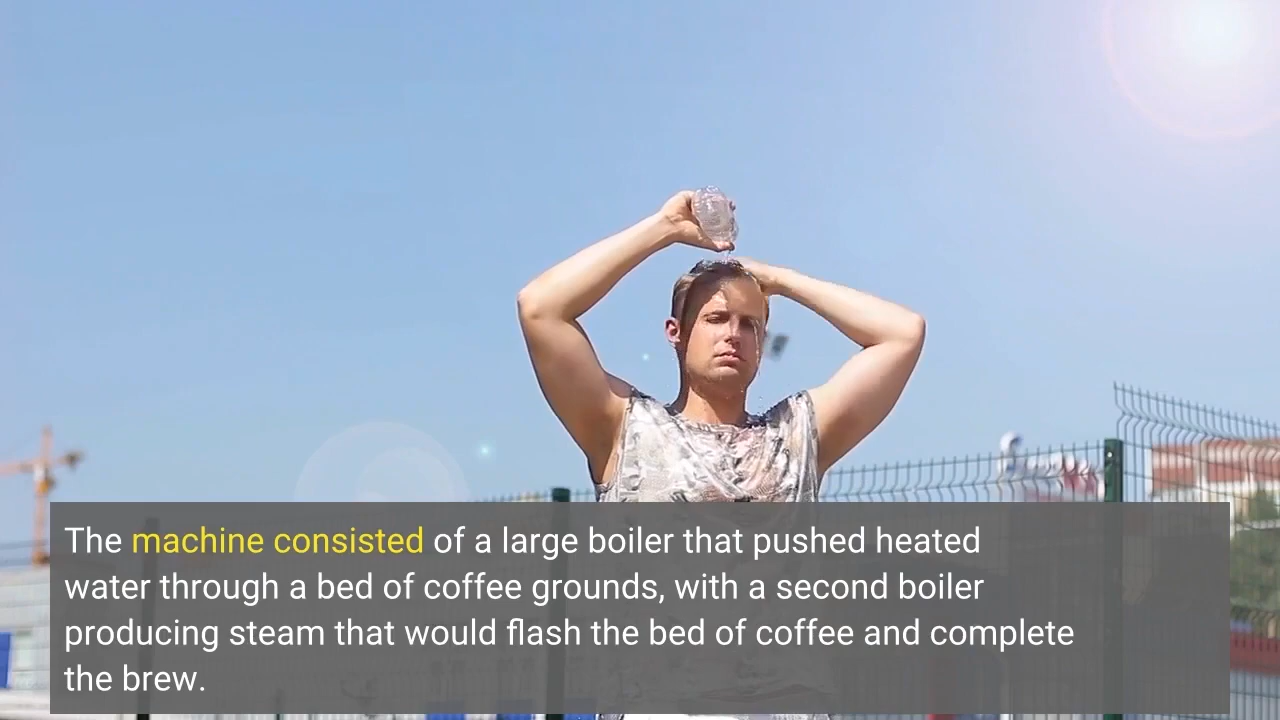 The machine consisted of a large boiler that pushed heated
water through a bed of coffee grounds, with a second boiler
producing steam that would flash the bed of coffee and complete
the brew.